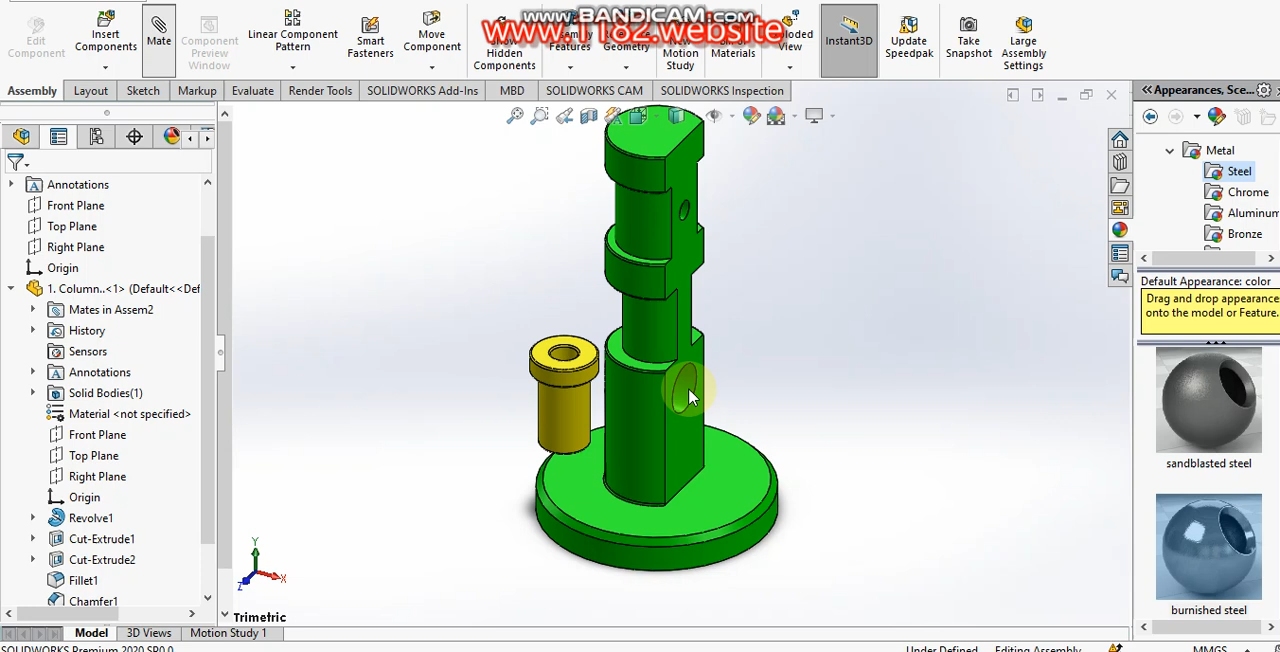 www.BANDICAM.com
www.1182.website
Edit Component
Insert Components
Mate
Component Preview Window
Linear Component Pattern
Smart Fasteners
Move Component
Show Hidden Components
Assembly Features
Reference Geometry
New Motion Study
Materials
Exploded View
Instant3D
Update Speedpak
Take Snapshot
Large Assembly Settings
Assembly Layout Sketch Markup Evaluate Render Tools SOLIDWORKS Add-Ins MBD SOLIDWORKS CAM SOLIDWORKS Inspection
Annotations
Front Plane
Top Plane
Right Plane
Origin
1. Column..<1> (Default<<Def
Mates in Assem2
History
Sensors
Annotations
Solid Bodies(1)
Material <not specified>
Front Plane
Top Plane
Right Plane
Origin
Revolve1
Cut-Extrude1
Cut-Extrude2
Fillet1
Chamfer1
Y
X
Z
Trimetric
Appearances, Sce...
Metal
Steel
Chrome
Aluminum
Bronze
Default Appearance: color
Drag and drop appearance
onto the model or Feature.
sandblasted steel
burnished steel
Model 3D Views Motion Study 1
SOLIDWORKS Premium 2020 SP0.0 Under Defined Editing Assembly MMGS